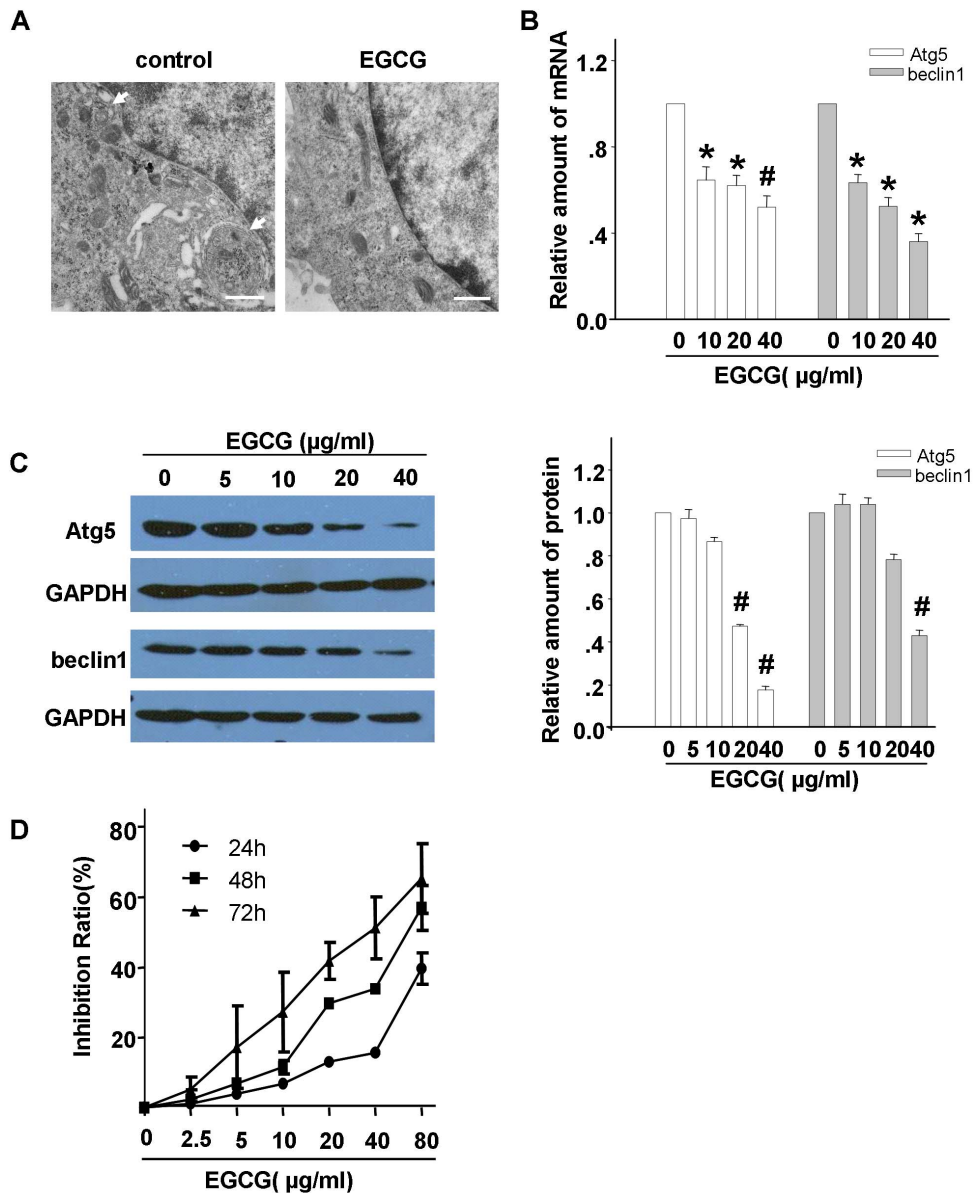 A
control EGCG
B
Relative amount of mRNA
1.2
.8
.4
0.0
Atg5
beclin1
* * #
* * *
0 10 20 40 0 10 20 40
EGCG( µg/ml)
C
EGCG (µg/ml)
0 5 10 20 40
Atg5
GAPDH
beclin1
GAPDH
Relative amount of protein
1.2
1.0
.8
.6
.4
.2
0.0
Atg5
beclin1
# #
#
0 5 10 20 40 0 5 10 20 40
EGCG( µg/ml)
D
Inhibition Ratio(%)
80
60
40
20
24h
48h
72h
0 2.5 5 10 20 40 80
EGCG( µg/ml)